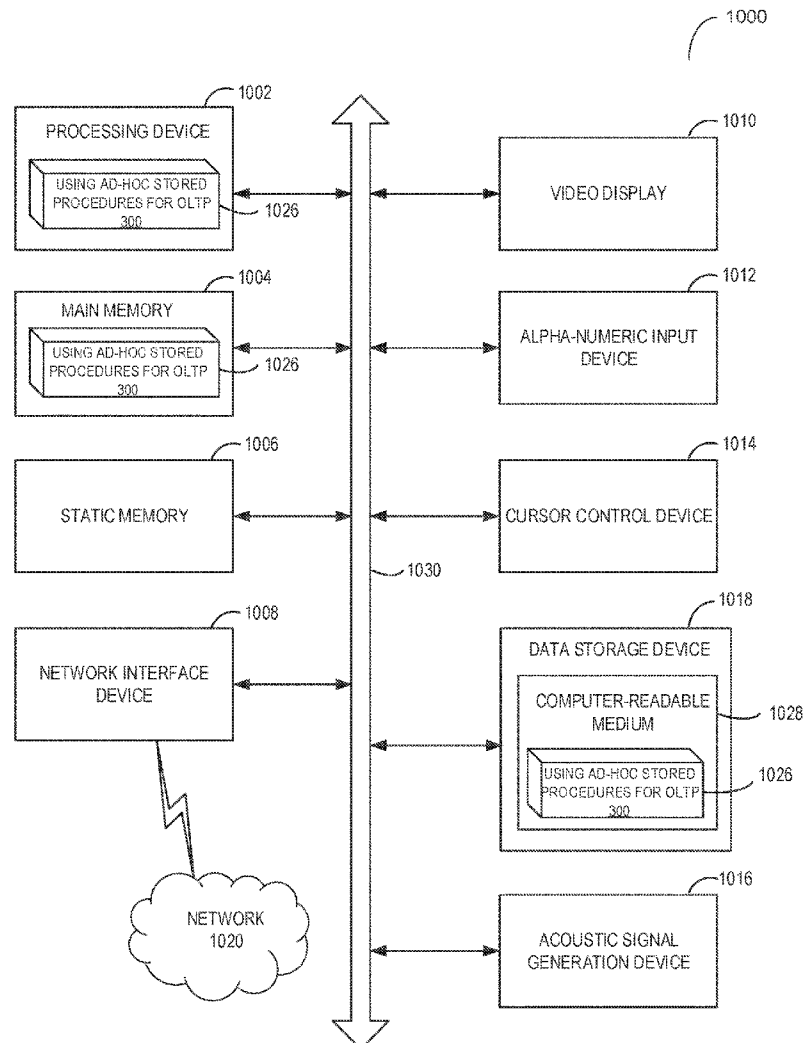 1000
1002
PROCESSING DEVICE
USING AD-HOC STORED
PROCEDURES FOR OLTP
300
1026
1004
MAIN MEMORY
USING AD-HOC STORED
PROCEDURES FOR OLTP
300
1026
1006
STATIC MEMORY
1008
NETWORK INTERFACE
DEVICE
NETWORK
1020
1030
1010
VIDEO DISPLAY
1012
ALPHA-NUMERIC INPUT
DEVICE
1014
CURSOR CONTROL DEVICE
1018
DATA STORAGE DEVICE
COMPUTER-READABLE
MEDIUM
1028
USING AD-HOC STORED
PROCEDURES FOR OLTP
300
1026
1016
ACOUSTIC SIGNAL
GENERATION DEVICE